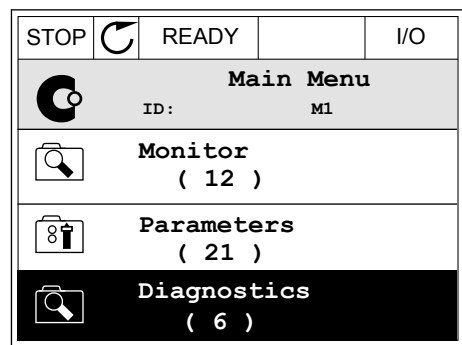 STOP READY I/O
Main Menu
ID: M1
Monitor
( 12 )
Parameters
( 21 )
Diagnostics
( 6 )